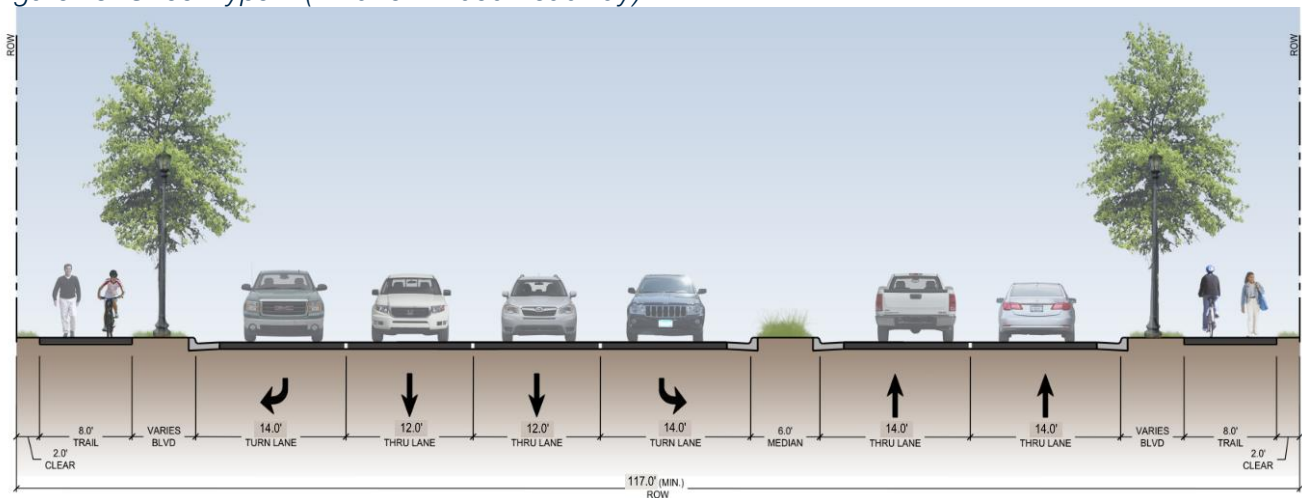 ROW
ROW
8.0'
TRAIL
VARIES
BLVD
14.0'
TURN LANE
12.0'
THRU LANE
12.0'
THRU LANE
14.0'
TURN LANE
6.0'
MEDIAN
14.0'
THRU LANE
14.0'
THRU LANE
VARIES
BLVD
8.0'
TRAIL
2.0'
CLEAR
2.0'
CLEAR
117.0' (MIN.)
ROW